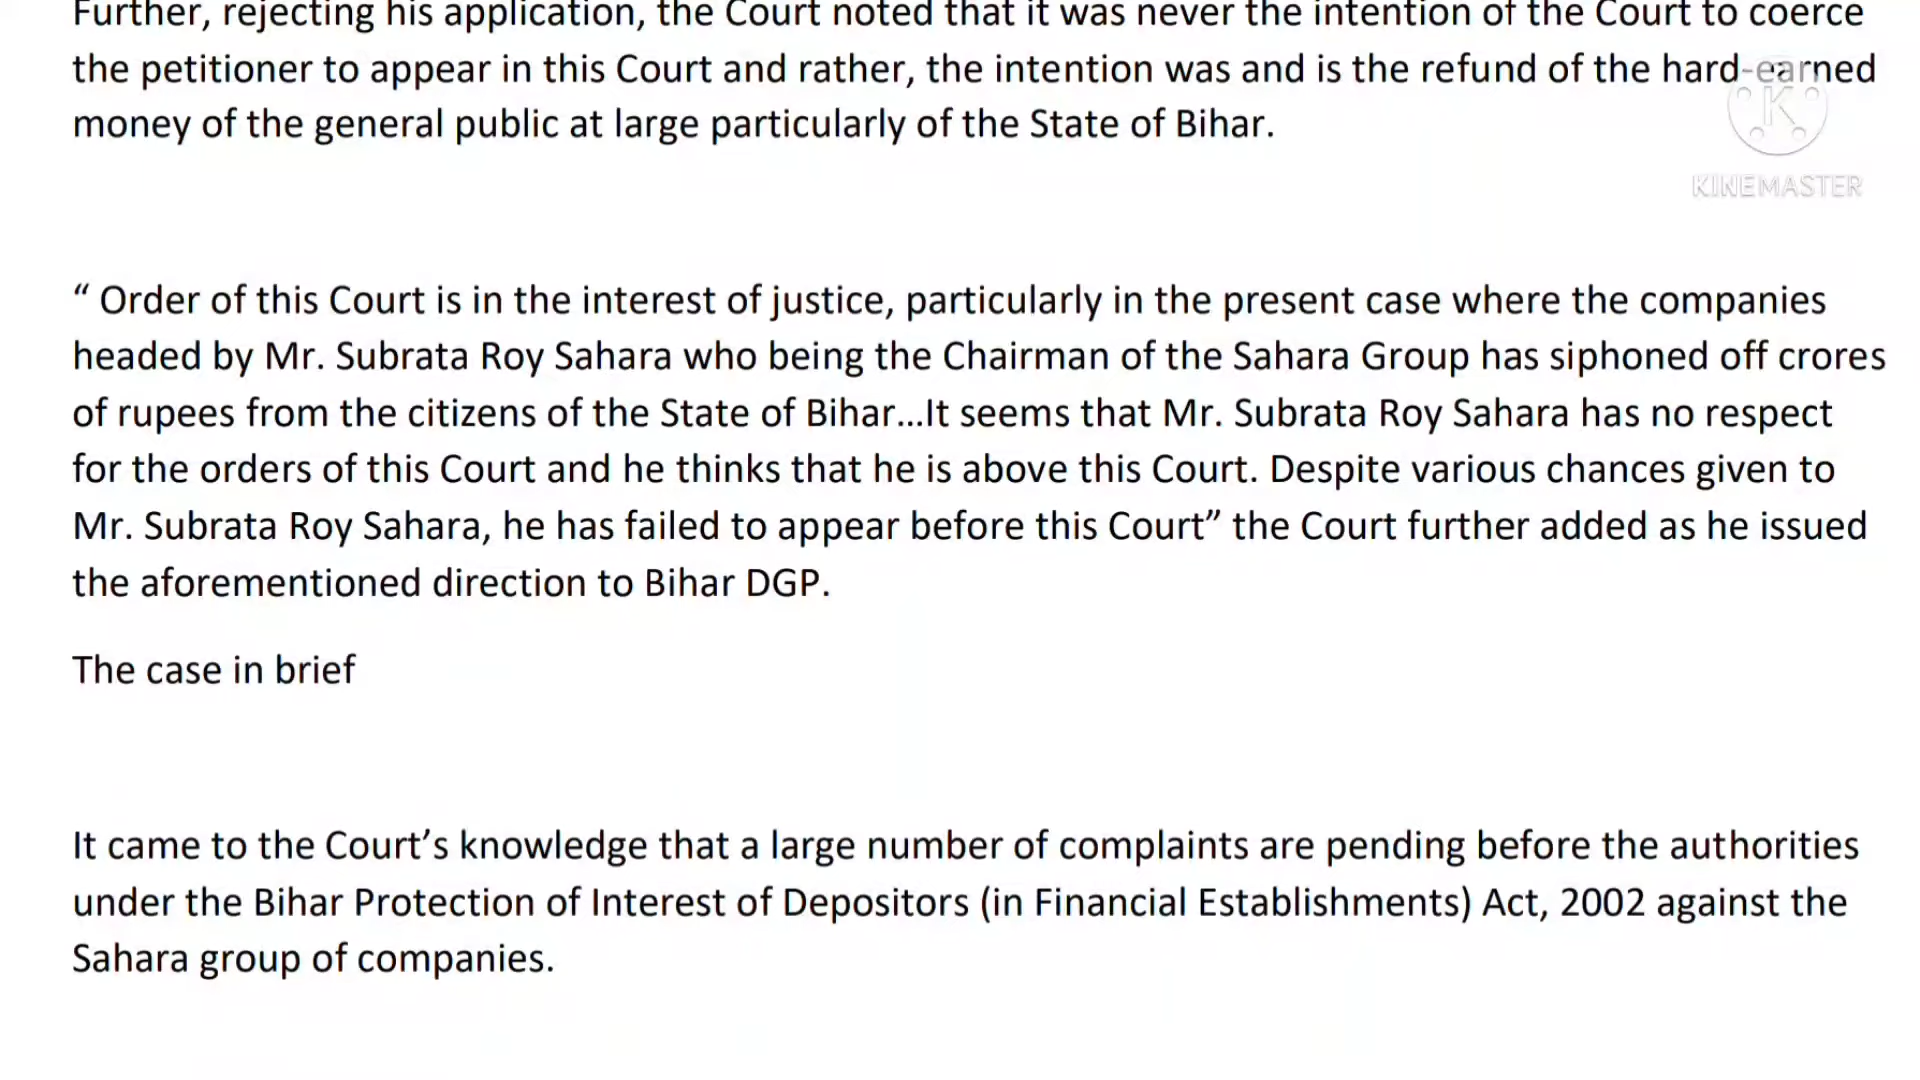 Further, rejecting his application, the Court noted that it was never the intention of the Court to coerce
the petitioner to appear in this Court and rather, the intention was and is the refund of the hard-earned
money of the general public at large particularly of the State of Bihar.
KINEMASTER
“ Order of this Court is in the interest of justice, particularly in the present case where the companies
headed by Mr. Subrata Roy Sahara who being the Chairman of the Sahara Group has siphoned off crores
of rupees from the citizens of the State of Bihar...It seems that Mr. Subrata Roy Sahara has no respect
for the orders of this Court and he thinks that he is above this Court. Despite various chances given to
Mr. Subrata Roy Sahara, he has failed to appear before this Court” the Court further added as he issued
the aforementioned direction to Bihar DGP.
The case in brief
It came to the Court’s knowledge that a large number of complaints are pending before the authorities
under the Bihar Protection of Interest of Depositors (in Financial Establishments) Act, 2002 against the
Sahara group of companies.